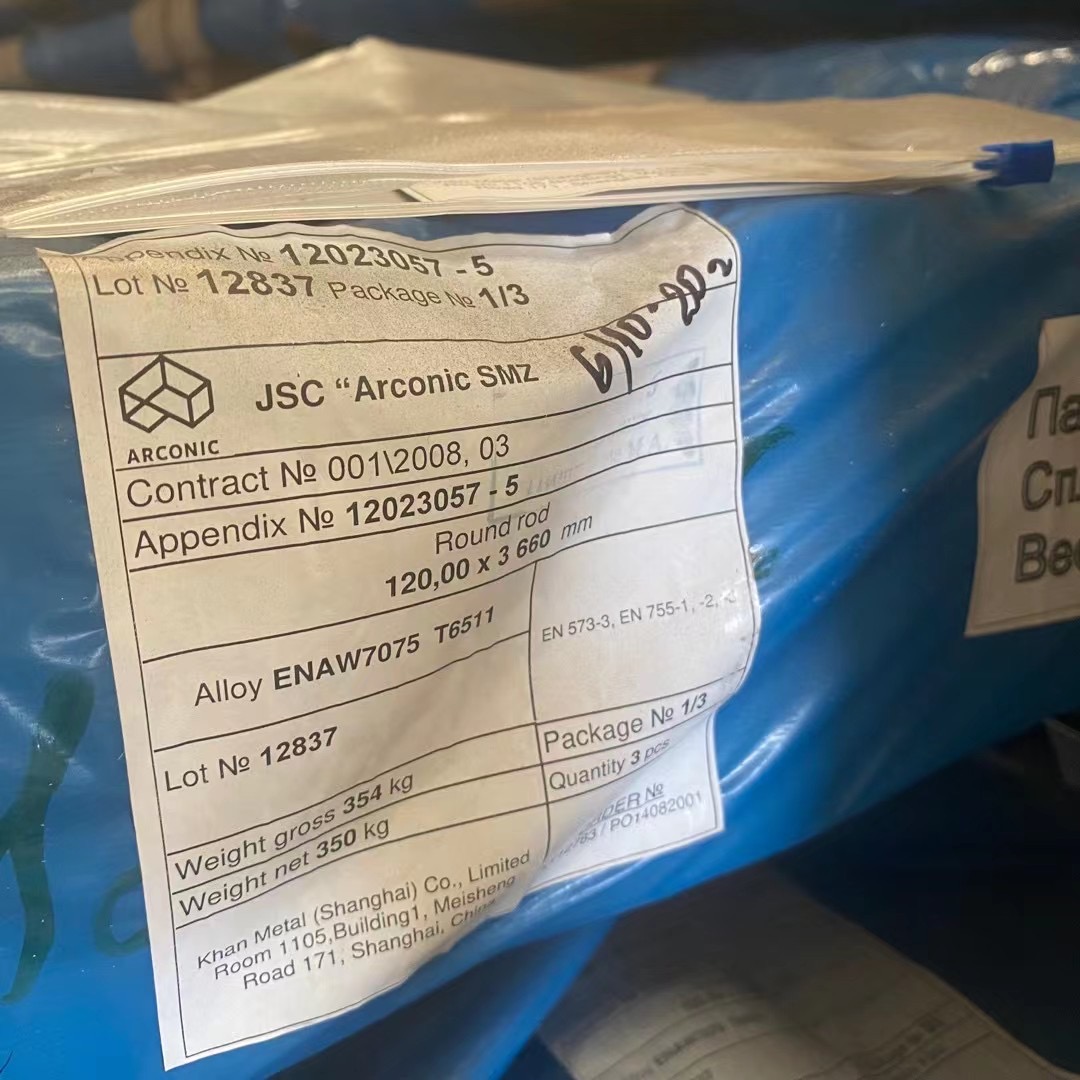 Appendix № 12023057 - 5
Lot № 12837 Package № 1/3
ARCONIC
JSC “Arconic SMZ
Contract № 001\2008, 03
Appendix № 12023057 - 5
Round rod
120,00 x 3 660 mm
Alloy ENAW7075 T6511
EN 573-3, EN 755-1, -2,
Lot № 12837
Package № 1/3
Weight gross 354 kg
Quantity 3 pcs
Weight net 350 kg
№
/ PO14082001
Khan Metal (Shanghai) Co., Limited
Room 1105,Building1, Meisheng
Road 171, Shanghai, China